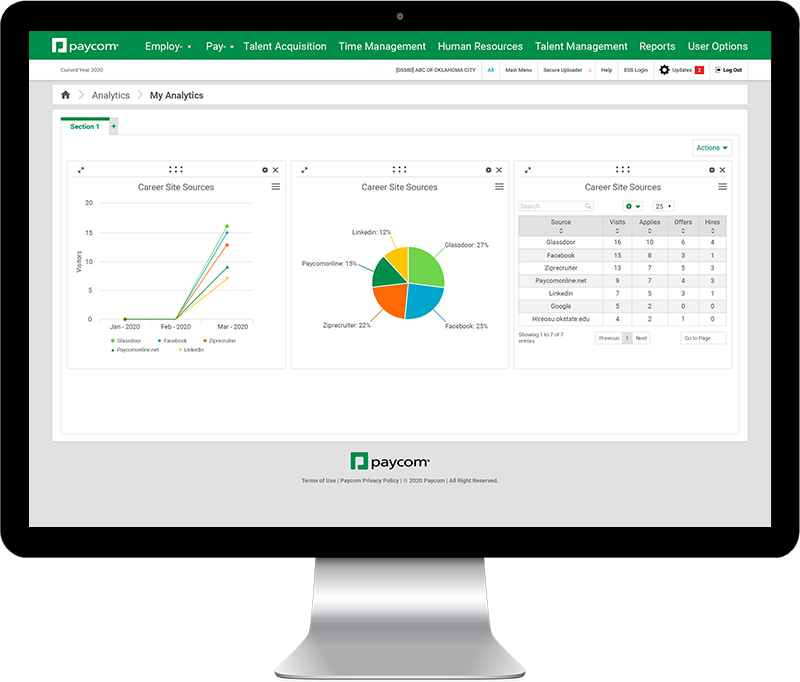 paycom
Employ- • Pay- • Talent Acquisition Time Management Human Resources Talent Management Reports User Options
Current Year 2020 [0SS90] ABC OF OKLAHOMA CITY All Main Menu Secure Uploader Help ESS Login Updates 2 Log Out
Analytics My Analytics
Section 1 +
Actions
Career Site Sources
20
15
10
5
0
Visitors
Jan - 2020 Feb - 2020 Mar - 2020
Glassdoor Facebook Ziprecruiter
Paycomonline.net Linkedin
Career Site Sources
Linkedin: 12%
Glassdoor: 27%
Paycomonline: 15%
Ziprecruiter: 22%
Facebook: 25%
Career Site Sources
Search 25
Source Visits Applies Offers Hires
Glassdoor 16 10 6 4
Facebook 15 8 3 1
Ziprecruiter 13 7 5 3
Paycomonline.net 9 7 4 3
Linkedin 7 5 3 1
Google 5 2 0 0
Hireosu.okstate.edu 4 2 1 0
Showing 1 to 7 of 7
entries
Previous 1 Next
Go to Page
paycom
Terms of Use | Paycom Privacy Policy | © 2020 Paycom | All Right Reserved.